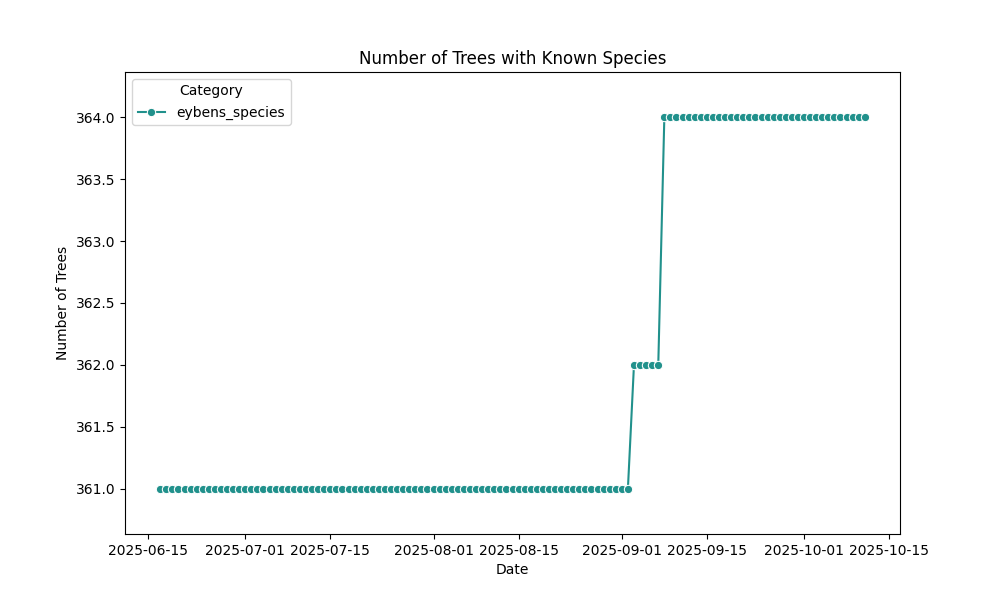 Number of Trees with Known Species
Category
eybens_species
364.0
363.5
363.0
362.5
362.0
361.5
361.0
Number of Trees
2025-06-15 2025-07-01 2025-07-15 2025-08-01 2025-08-15 2025-09-01 2025-09-15 2025-10-01 2025-10-15
Date